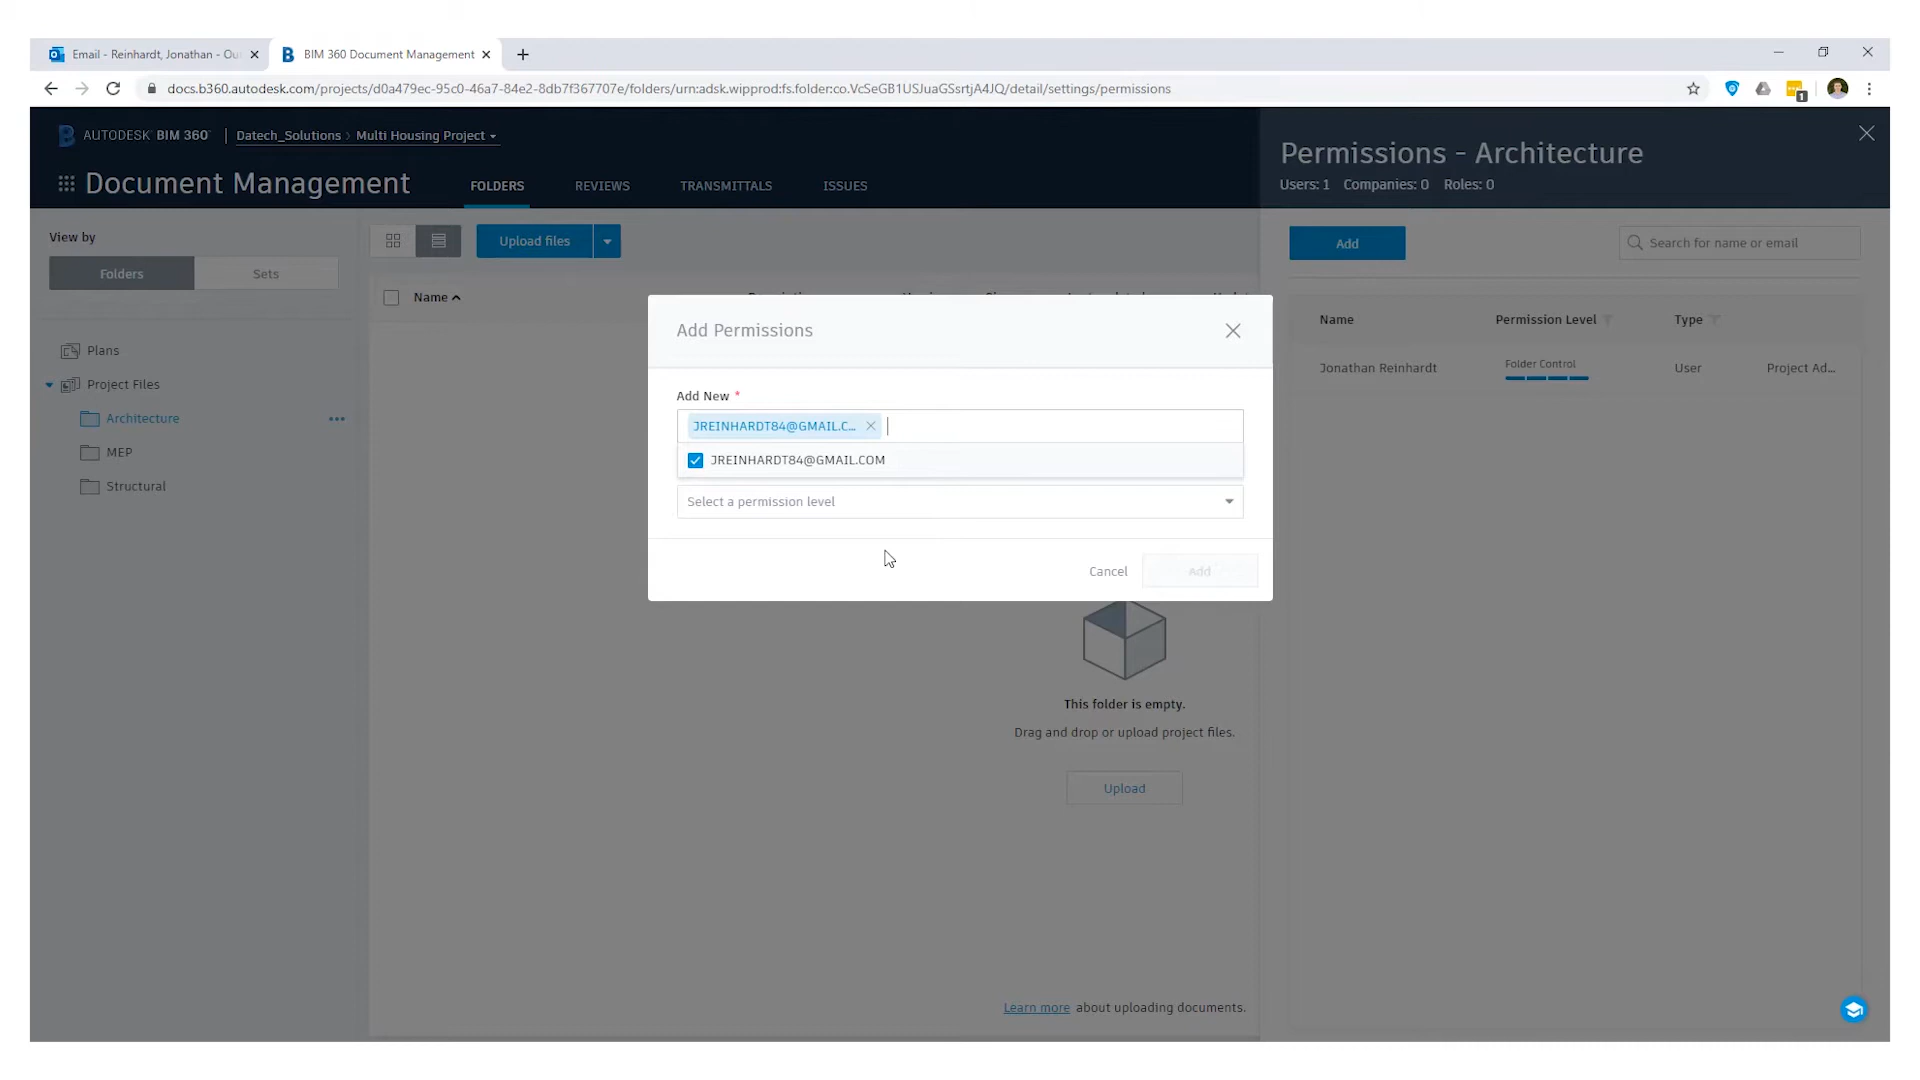 Email - Reinhardt, Jonathan - Ou
BIM 360 Document Management
docs.b360.autodesk.com/projects/d0a479ec-95c0-46a7-84e2-8db7f367707e/folders/urn:adsk.wipprod:fs.folder:co.VcSeGB1USJuaGSsrtjA4JQ/detail/settings/permissions
1
AUTODESK BIM 360
Datech_Solutions > Multi Housing Project
Document Management
FOLDERS
REVIEWS
TRANSMITTALS
ISSUES
Permissions - Architecture
Users: 1 Companies: 0 Roles: 0
View by
Folders
Sets
Plans
Project Files
Architecture
MEP
Structural
Upload files
Name
Add
Search for name or email
Name
Permission Level
Type
Jonathan Reinhardt
Folder Control
User
Project Ad...
Add Permissions
Add New *
JREINHARDT84@GMAIL.C...
JREINHARDT84@GMAIL.COM
Select a permission level
Cancel
Add
This folder is empty.
Drag and drop or upload project files.
Upload
Learn more about uploading documents.